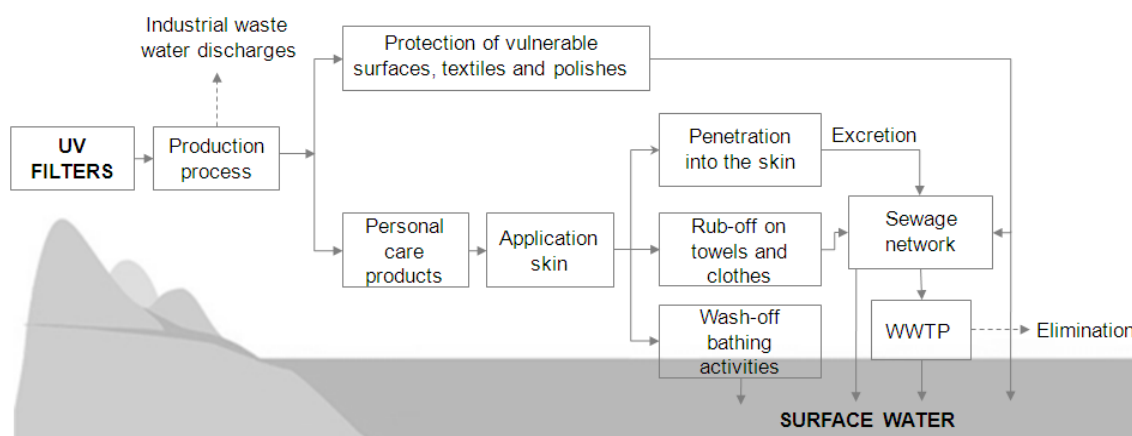 Industrial waste
water discharges
Protection of vulnerable
surfaces, textiles and polishes
UV
FILTERS
Production
process
Penetration
into the skin
Excretion
Personal
care
products
Application
skin
Rub-off on
towels and
clothes
Sewage
network
Wash-off
bathing
activities
WWTP
Elimination
SURFACE WATER